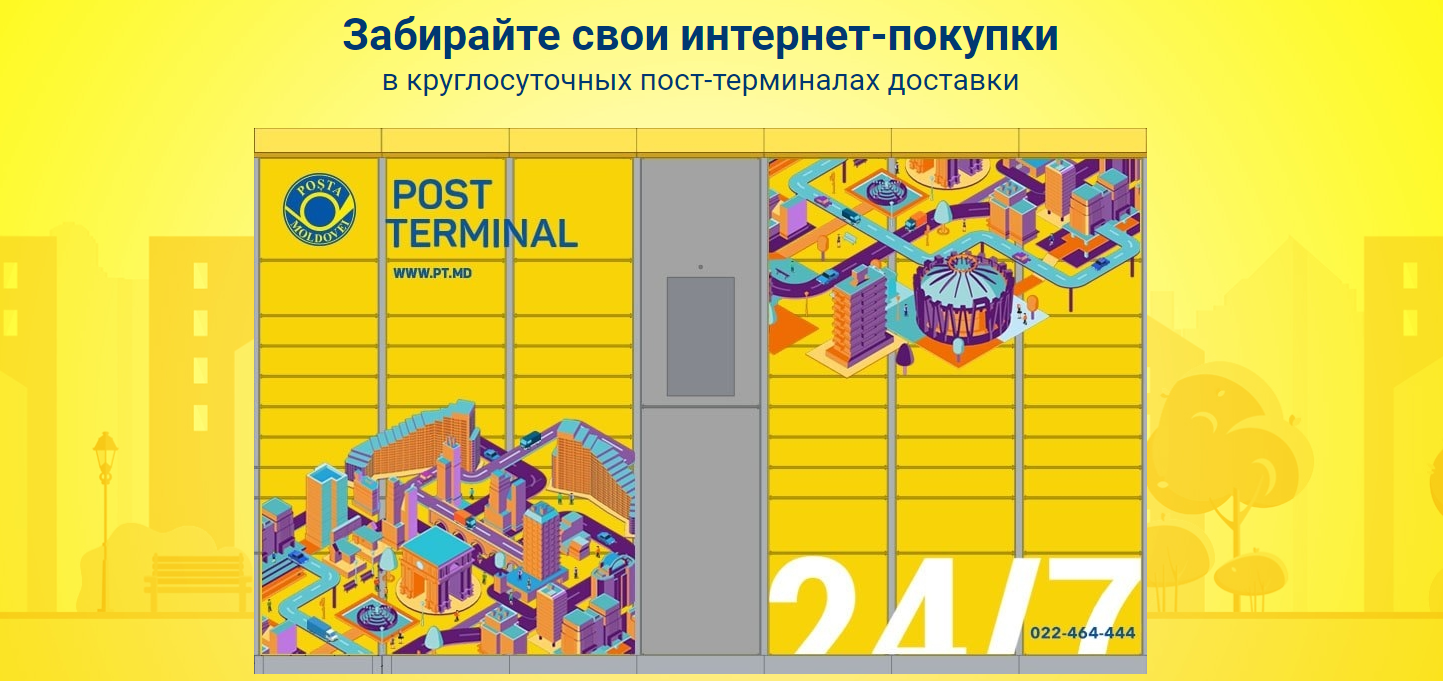 Забирайте свои интернет-покупки
в круглосуточных пост-терминалах доставки
POȘTA
MOLDOVEI
POST
TERMINAL
WWW.PT.MD
24/7
022-464-444